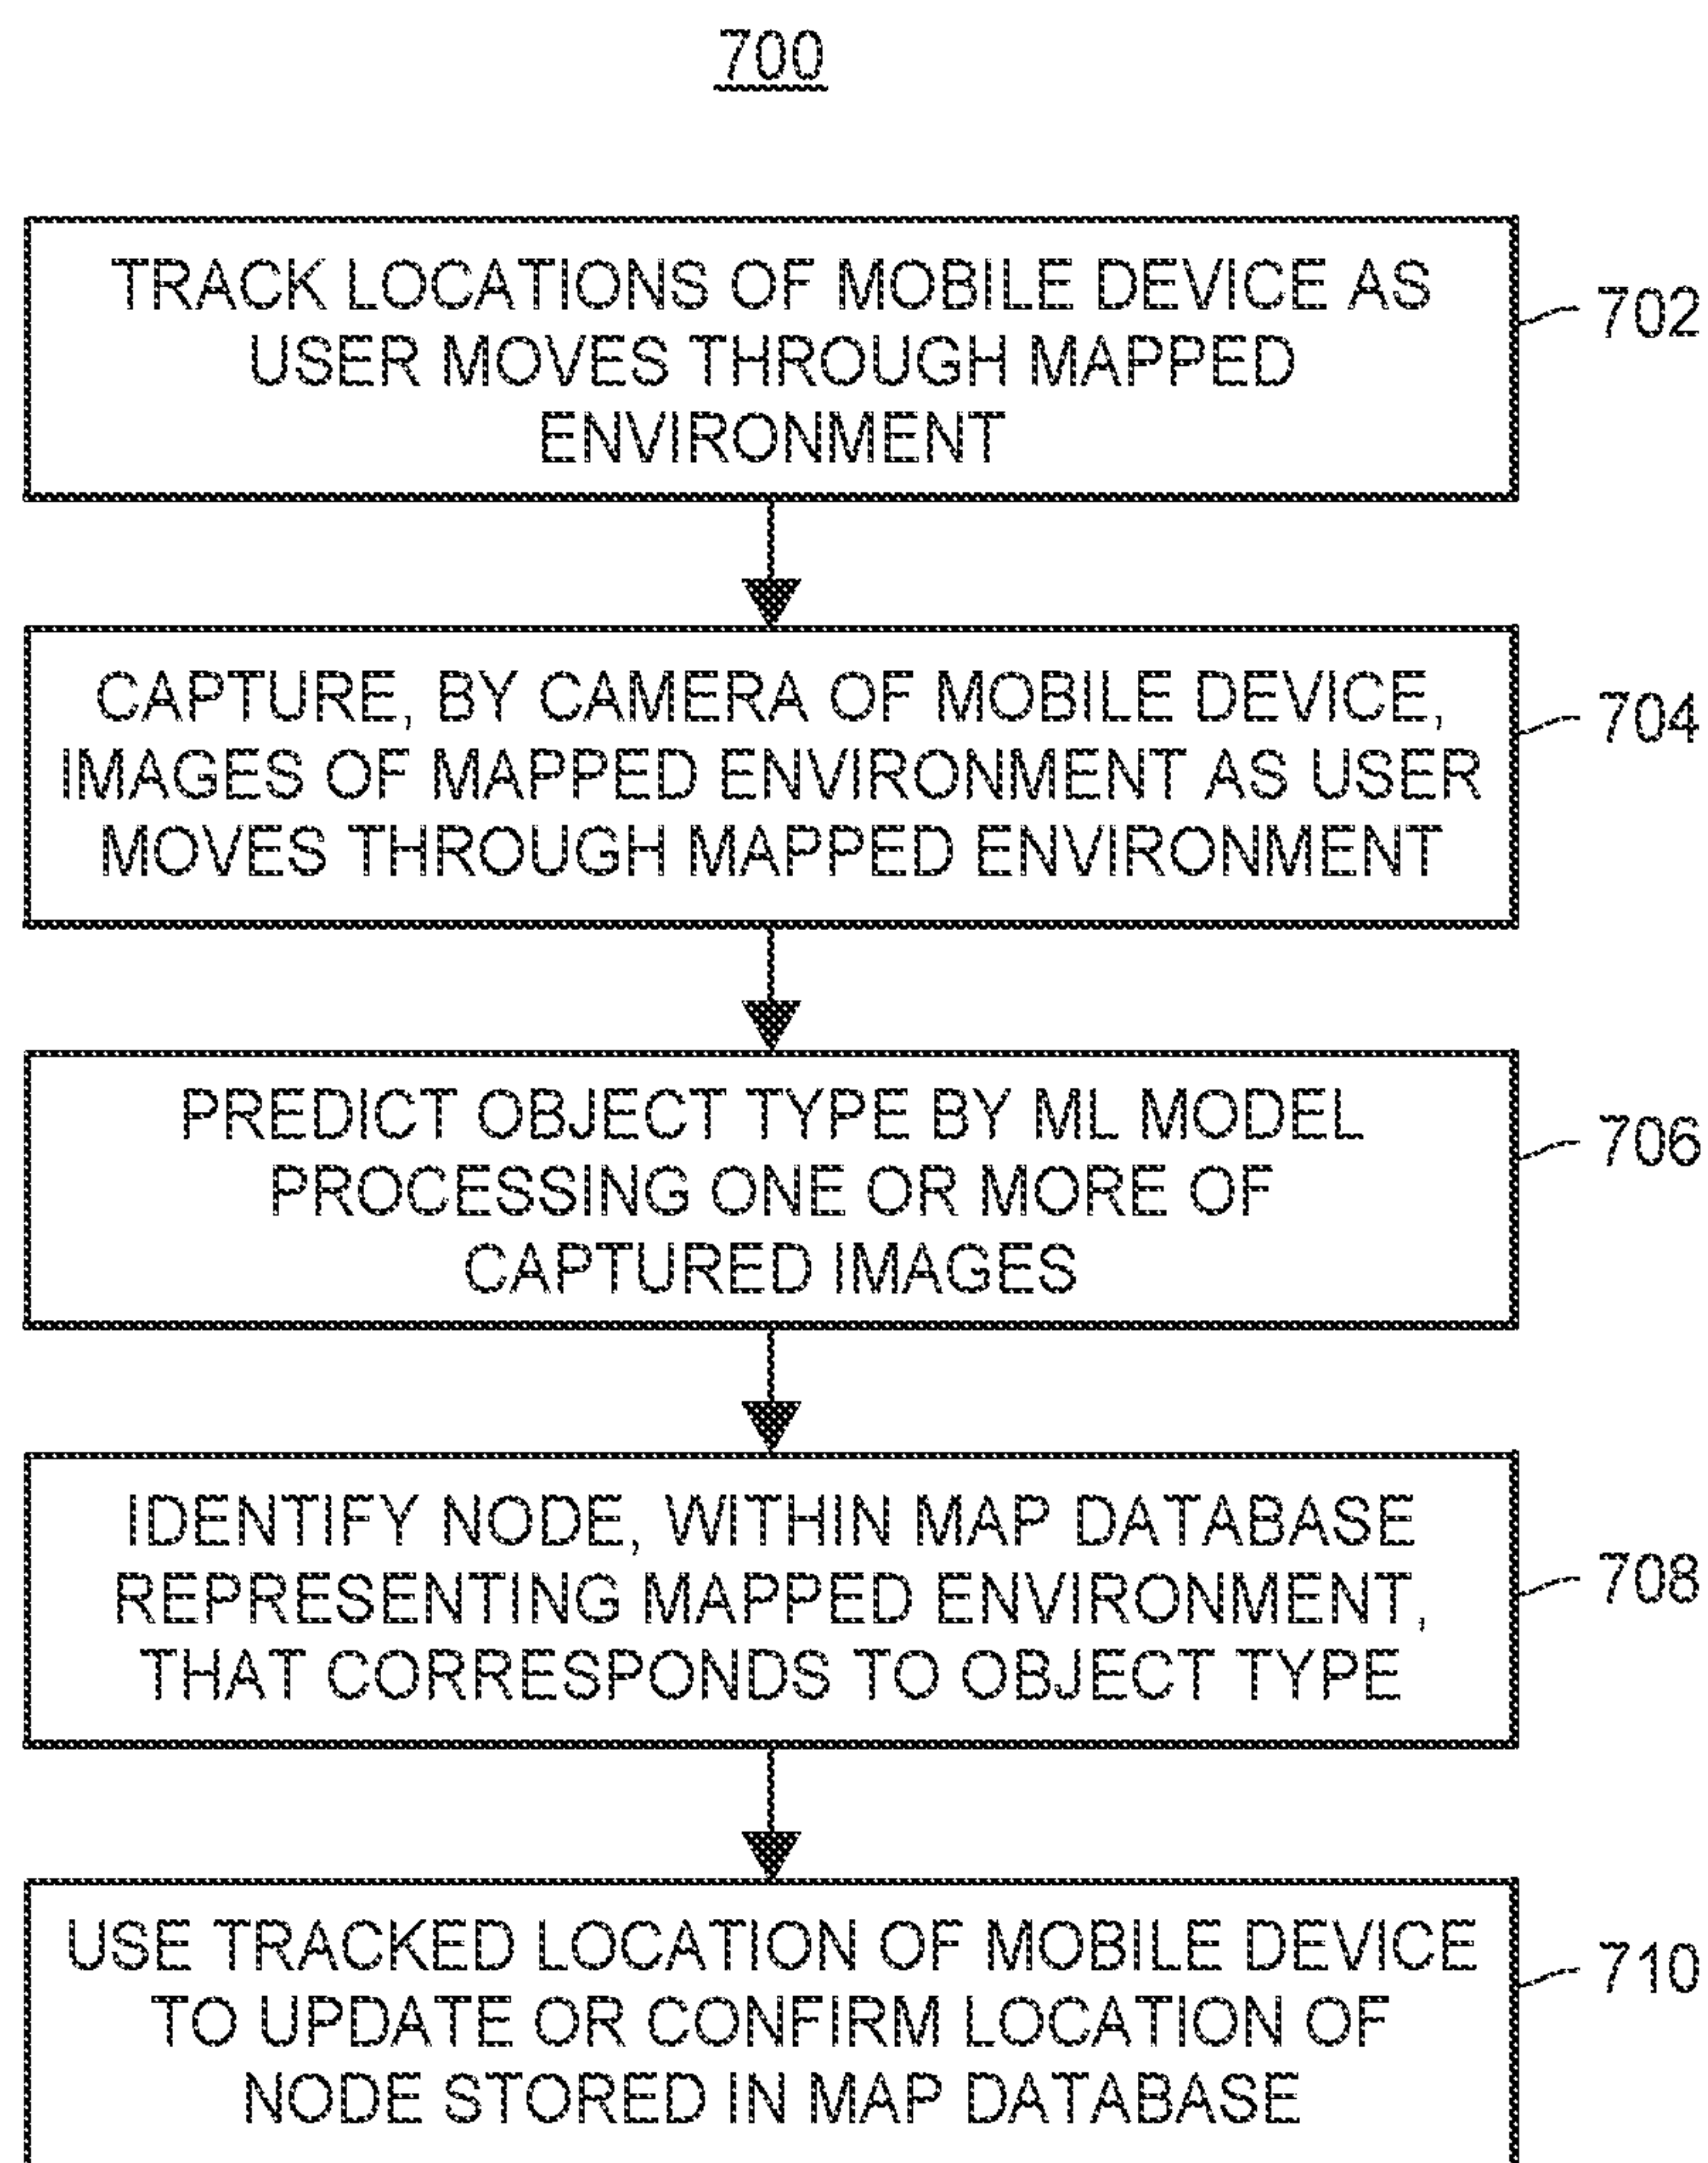 700
TRACK LOCATIONS OF MOBILE DEVICE AS
USER MOVES THROUGH MAPPED
ENVIRONMENT
702
CAPTURE, BY CAMERA OF MOBILE DEVICE,
IMAGES OF MAPPED ENVIRONMENT AS USER
MOVES THROUGH MAPPED ENVIRONMENT
704
PREDICT OBJECT TYPE BY ML MODEL
PROCESSING ONE OR MORE OF
CAPTURED IMAGES
706
IDENTIFY NODE, WITHIN MAP DATABASE
REPRESENTING MAPPED ENVIRONMENT,
THAT CORRESPONDS TO OBJECT TYPE
708
USE TRACKED LOCATION OF MOBILE DEVICE
TO UPDATE OR CONFIRM LOCATION OF
NODE STORED IN MAP DATABASE
710